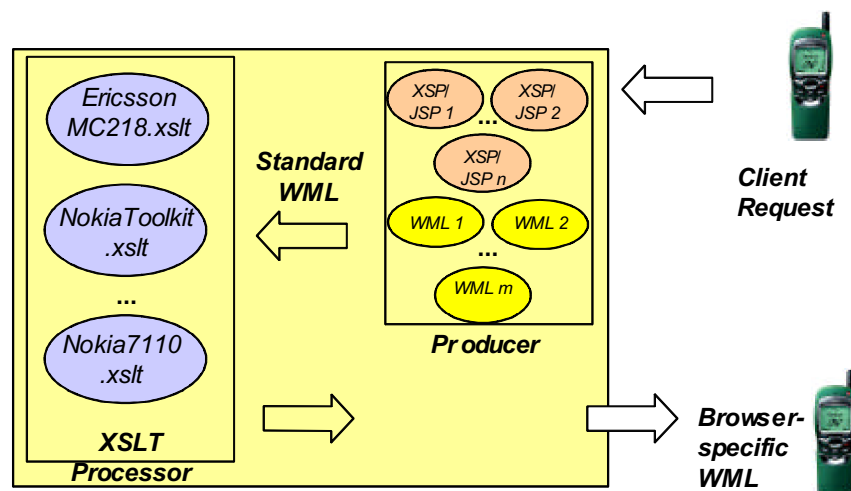 Ericsson
MC218.xslt
NokiaToolkit
.xslt
...
Nokia7110
.xslt
XSLT
Processor
Standard
WML
XSP/
JSP 1
...
XSP/
JSP 2
XSP/
JSP n
WML 1
WML 2
...
WML m
Producer
Client
Request
Browser-
specific
WML